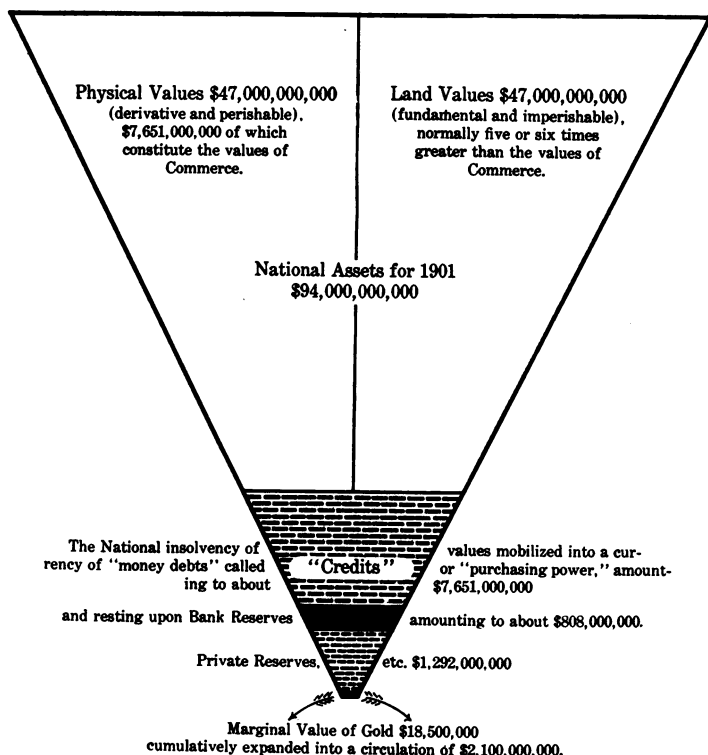 Physical Values $47,000,000,000
(derivative and perishable).
$7,651,000,000 of which
constitute the values of
Commerce.
Land Values $47,000,000,000
(fundamental and imperishable),
normally five or six times
greater than the values of
Commerce.
National Assets for 1901
$94,000,000,000
The National insolvency of values mobilized into a cur-
rency of "money debts" called "Credits" or "purchasing power," amount-
ing to about $7,651,000,000
and resting upon Bank Reserves amounting to about $808,000,000.
Private Reserves, etc. $1,292,000,000
Marginal Value of Gold $18,500,000
cumulatively expanded into a circulation of $2,100,000,000.